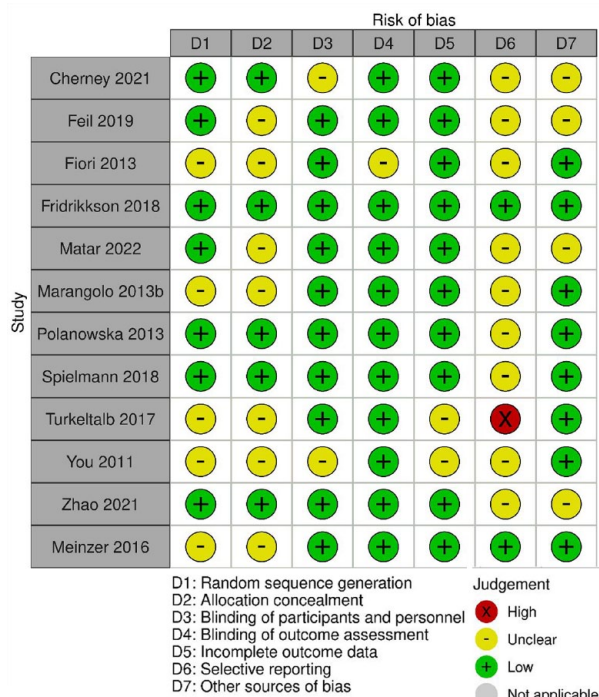 Risk of bias
D1 D2 D3 D4 D5 D6 D7
Study
Cherney 2021 + + - + + - -
Feil 2019 + - + + + - -
Fiori 2013 - - + - + - +
Fridrikkson 2018 + + + + + + +
Matar 2022 + - + + + - -
Marangolo 2013b - - + + + - +
Polanowska 2013 + + + + + - +
Spielmann 2018 + + + + + - +
Turkeltalb 2017 - - + + - X +
You 2011 - - - + - - +
Zhao 2021 + + + + + - -
Meinzer 2016 - - + + + + +
D1: Random sequence generation
D2: Allocation concealment
D3: Blinding of participants and personnel
D4: Blinding of outcome assessment
D5: Incomplete outcome data
D6: Selective reporting
D7: Other sources of bias
Judgement
X High
- Unclear
+ Low
Not applicable